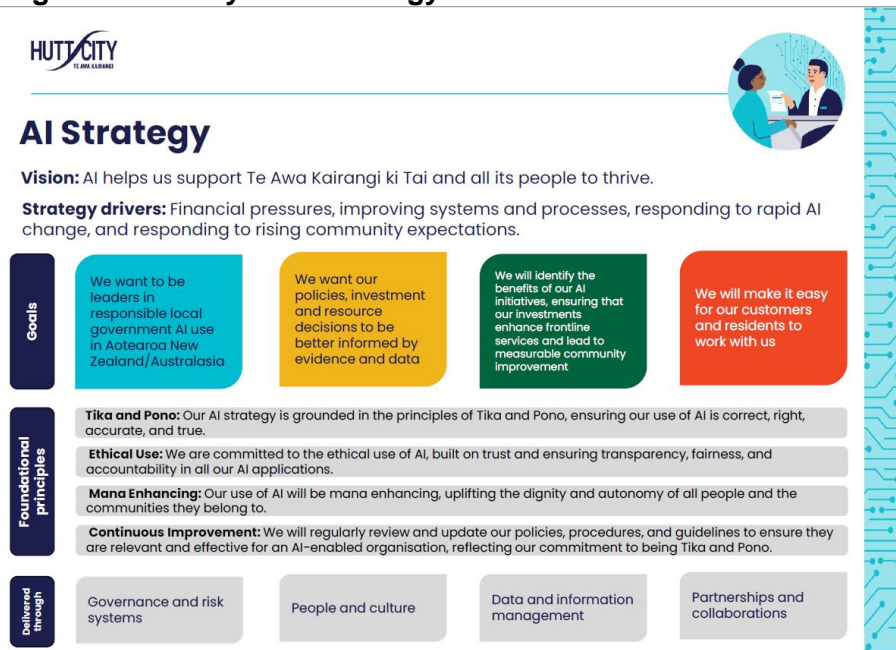 HUTT CITY
TE AWA KAIRANGI
AI Strategy
Vision: AI helps us support Te Awa Kairangi ki Tai and all its people to thrive.
Strategy drivers: Financial pressures, improving systems and processes, responding to rapid AI
change, and responding to rising community expectations.
Goals
We want to be
leaders in
responsible local
government AI use
in Aotearoa New
Zealand/Australasia
We want our
policies, investment
and resource
decisions to be
better informed by
evidence and data
We will identify the
benefits of our AI
initiatives, ensuring that
our investments
enhance frontline
services and lead to
measurable community
improvement
We will make it easy
for our customers
and residents to
work with us
Foundational
principles
Tika and Pono: Our AI strategy is grounded in the principles of Tika and Pono, ensuring our use of AI is correct, right,
accurate, and true.
Ethical Use: We are committed to the ethical use of AI, built on trust and ensuring transparency, fairness, and
accountability in all our AI applications.
Mana Enhancing: Our use of AI will be mana enhancing, uplifting the dignity and autonomy of all people and the
communities they belong to.
Continuous Improvement: We will regularly review and update our policies, procedures, and guidelines to ensure they
are relevant and effective for an AI-enabled organisation, reflecting our commitment to being Tika and Pono.
Delivered
through
Governance and risk
systems
People and culture
Data and information
management
Partnerships and
collaborations